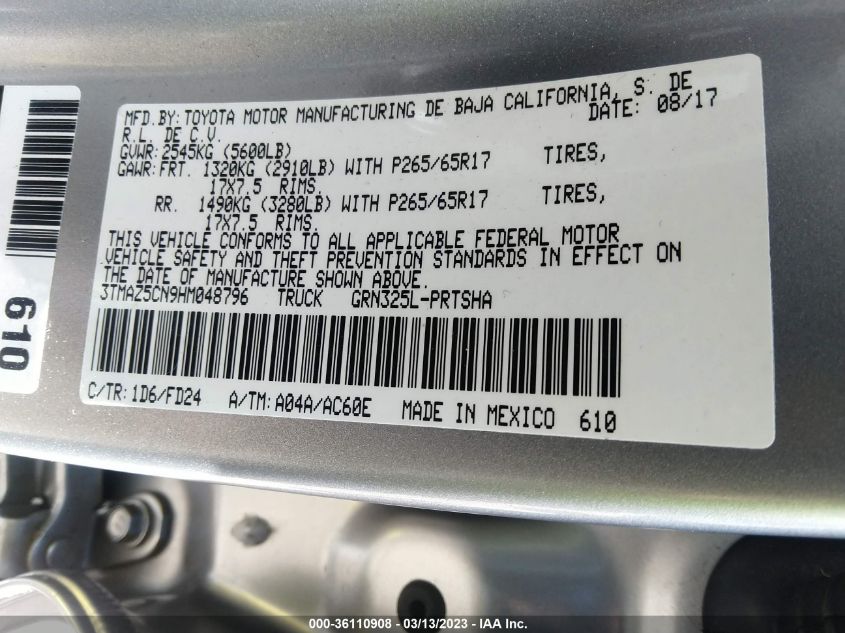 MFD.BY: TOYOTA MOTOR MANUFACTURING DE BAJA CALIFORNIA, S. DE
R.L. DE C.V. DATE: 08/17
GVWR: 2545KG (5600LB)
GAWR: FRT. 1320KG (2910LB) WITH P265/65R17 TIRES,
17X7.5 RIMS.
RR. 1490KG (3280LB) WITH P265/65R17 TIRES,
17X7.5 RIMS.
THIS VEHICLE CONFORMS TO ALL APPLICABLE FEDERAL MOTOR
VEHICLE SAFETY AND THEFT PREVENTION STANDARDS IN EFFECT ON
THE DATE OF MANUFACTURE SHOWN ABOVE.
3TMAZ5CN9HM048796 TRUCK GRN325L-PRTSHA
C/TR: 1D6/FD24 A/TM: A04A/AC60E MADE IN MEXICO 610
610
000-36110908 - 03/13/2023 - IAA Inc.